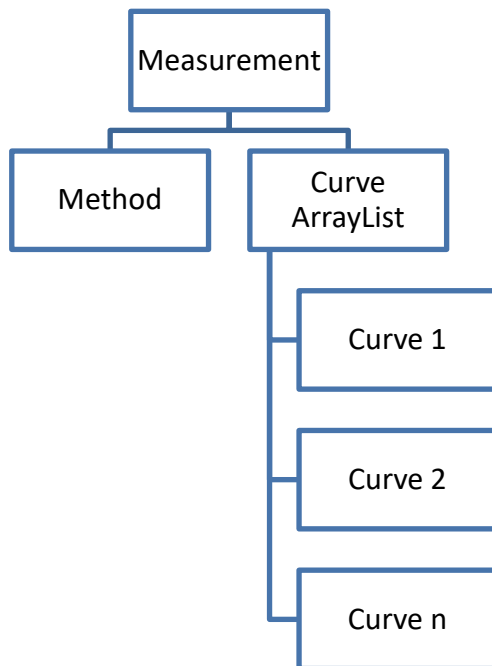 Measurement
Method
Curve
ArrayList
Curve 1
Curve 2
Curve n